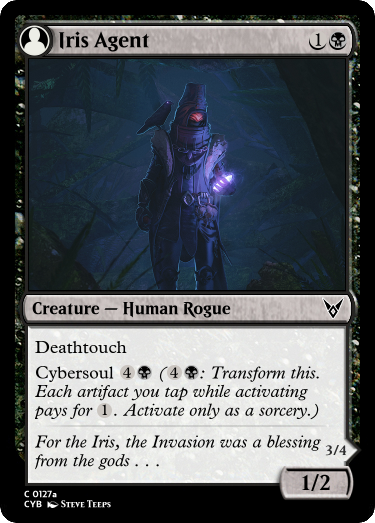 Iris Agent 1
Creature — Human Rogue
Deathtouch
Cybersoul 4 (4: Transform this.
Each artifact you tap while activating
pays for 1. Activate only as a sorcery.)
For the Iris, the Invasion was a blessing
from the gods . . .
3/4
1/2
C 0127a
CYB STEVE TEEPS